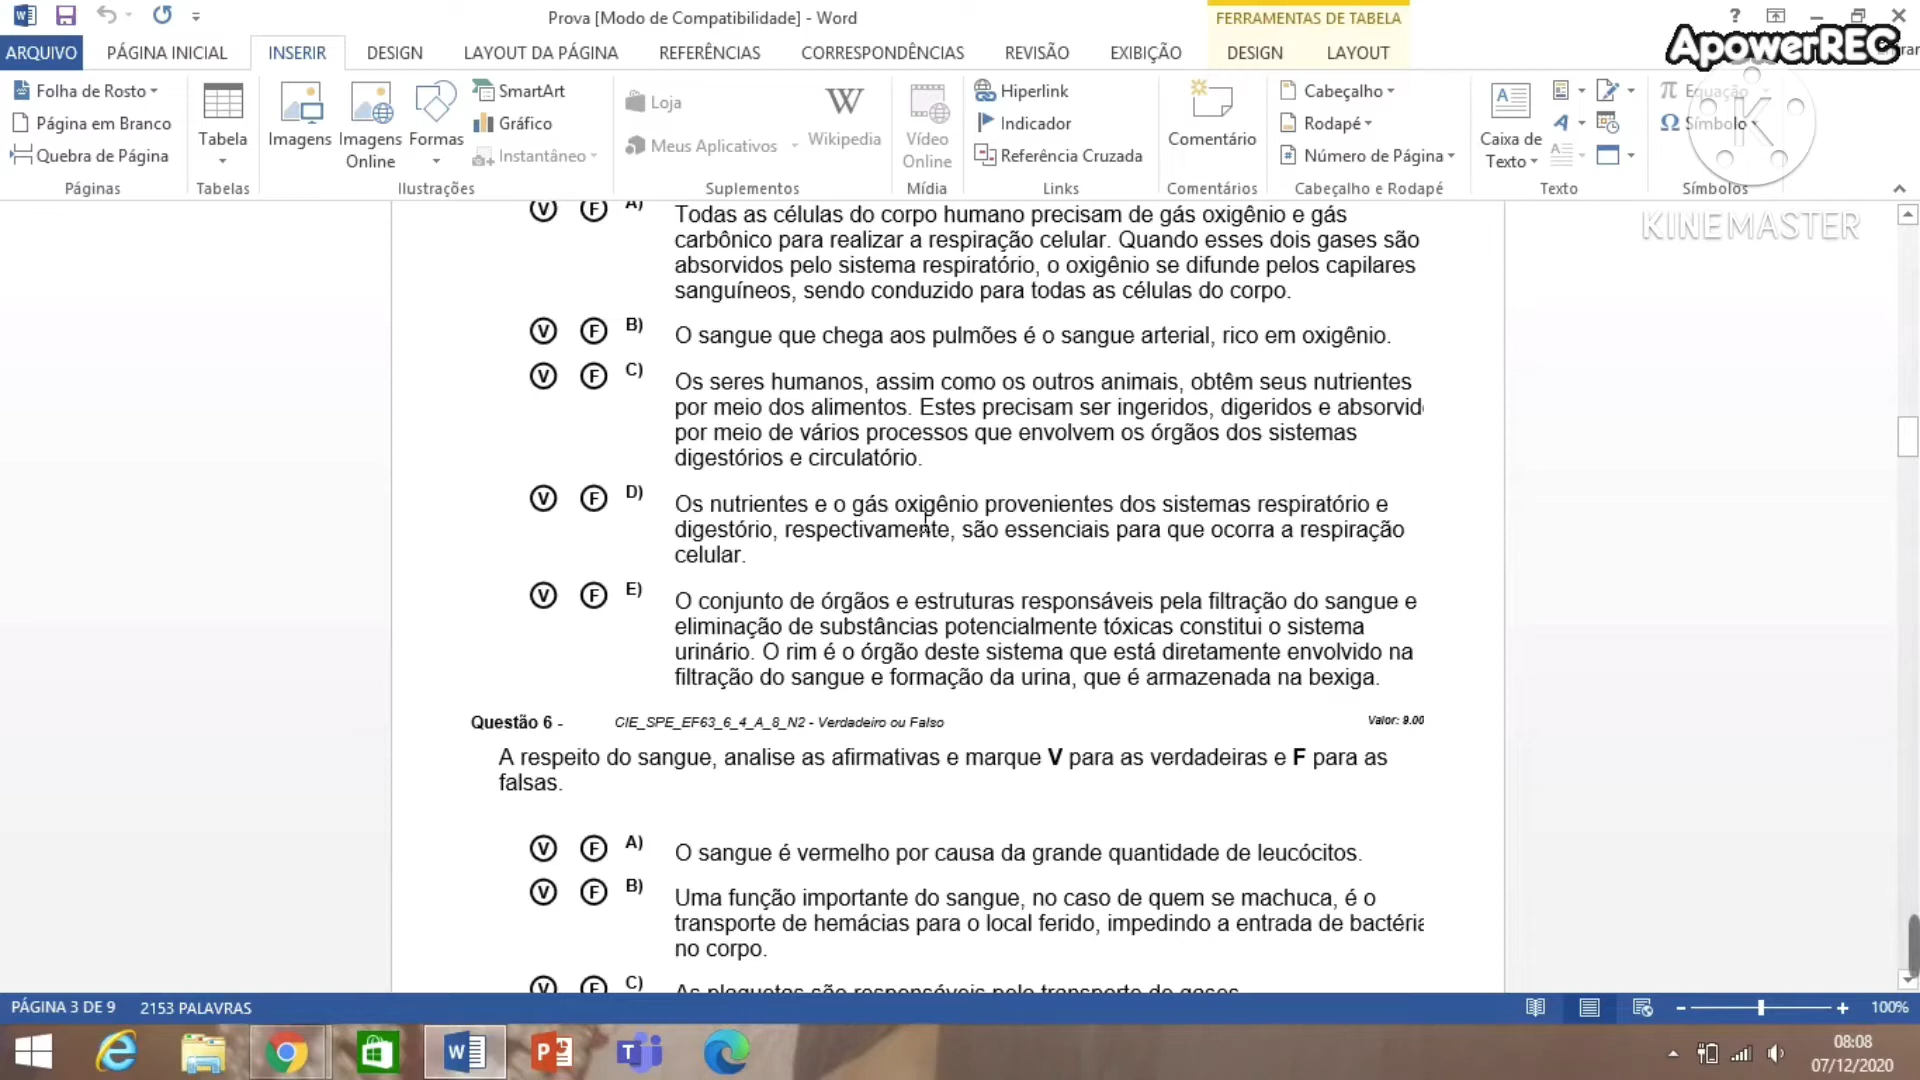 Prova [Modo de Compatibilidade] - Word
FERRAMENTAS DE TABELA
?
ApowerREC
ARQUIVO PÁGINA INICIAL INSERIR DESIGN LAYOUT DA PÁGINA REFERÊNCIAS CORRESPONDÊNCIAS REVISÃO EXIBIÇÃO DESIGN LAYOUT
Folha de Rosto
Página em Branco
Quebra de Página
Páginas
Tabela
Tabelas
Imagens
Imagens Online
Formas
SmartArt
Gráfico
Instantâneo
Ilustrações
Loja
Meus Aplicativos
Wikipedia
Suplementos
Vídeo Online
Mídia
Hiperlink
Indicador
Referência Cruzada
Links
Comentário
Comentários
Cabeçalho
Rodapé
Número de Página
Cabeçalho e Rodapé
Caixa de Texto
Texto
π Equação
Ω Símbolo
Símbolos
K
KINEMASTER
V F A) Todas as células do corpo humano precisam de gás oxigênio e gás
carbônico para realizar a respiração celular. Quando esses dois gases são
absorvidos pelo sistema respiratório, o oxigênio se difunde pelos capilares
sanguíneos, sendo conduzido para todas as células do corpo.
V F B) O sangue que chega aos pulmões é o sangue arterial, rico em oxigênio.
V F C) Os seres humanos, assim como os outros animais, obtêm seus nutrientes
por meio dos alimentos. Estes precisam ser ingeridos, digeridos e absorvid
por meio de vários processos que envolvem os órgãos dos sistemas
digestórios e circulatório.
V F D) Os nutrientes e o gás oxigênio provenientes dos sistemas respiratório e
digestório, respectivamente, são essenciais para que ocorra a respiração
celular.
V F E) O conjunto de órgãos e estruturas responsáveis pela filtração do sangue e
eliminação de substâncias potencialmente tóxicas constitui o sistema
urinário. O rim é o órgão deste sistema que está diretamente envolvido na
filtração do sangue e formação da urina, que é armazenada na bexiga.
Questão 6 - CIE_SPE_EF63_6_4_A_8_N2 - Verdadeiro ou Falso Valor: 9.00
A respeito do sangue, analise as afirmativas e marque V para as verdadeiras e F para as
falsas.
V F A) O sangue é vermelho por causa da grande quantidade de leucócitos.
V F B) Uma função importante do sangue, no caso de quem se machuca, é o
transporte de hemácias para o local ferido, impedindo a entrada de bactéria
no corpo.
V F C) As plaquetas são responsáveis pelo transporte de gases.
PÁGINA 3 DE 9 2153 PALAVRAS
100%
08:08
07/12/2020